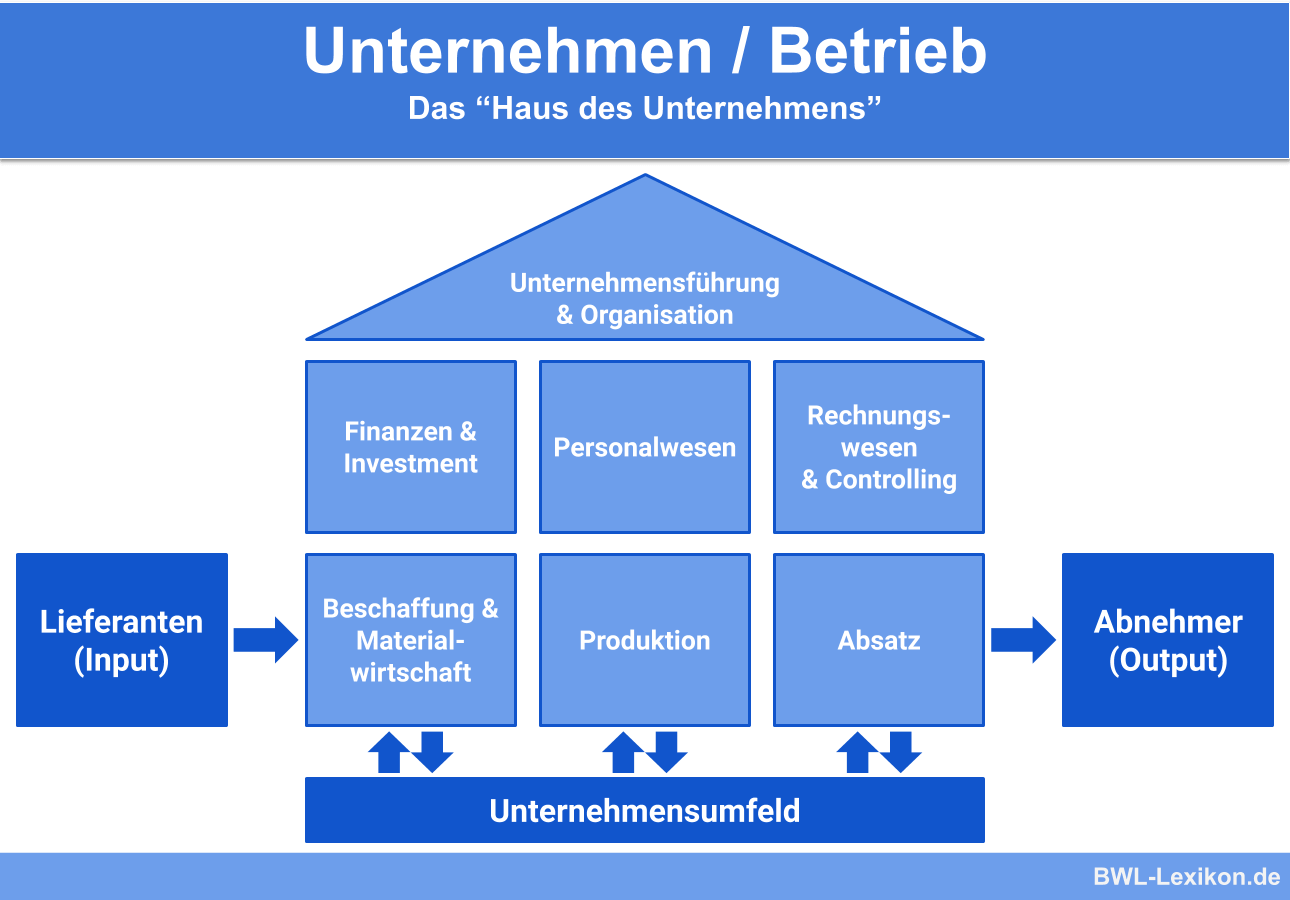 Unternehmen / Betrieb
Das “Haus des Unternehmens”
Unternehmensführung
& Organisation
Finanzen &
Investment
Personalwesen
Rechnungs-
wesen
& Controlling
Lieferanten
(Input)
Beschaffung &
Material-
wirtschaft
Produktion
Absatz
Abnehmer
(Output)
Unternehmensumfeld
BWL-Lexikon.de